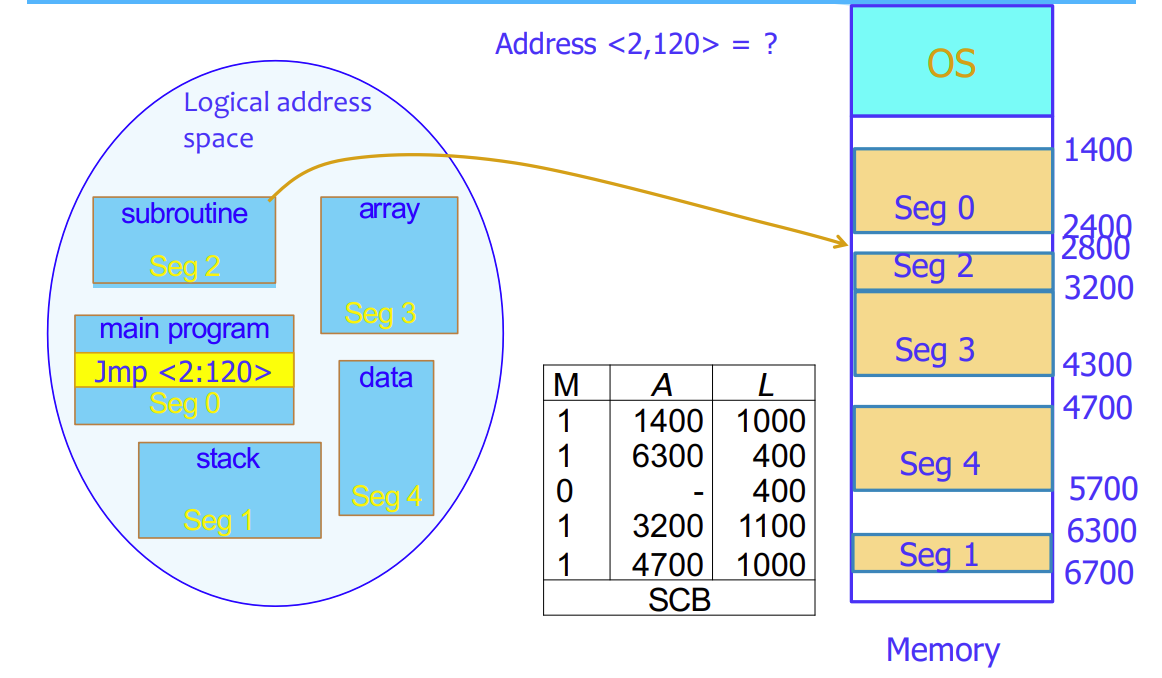 Address <2,120> = ?
Logical address
space
subroutine
Seg 2
array
Seg 3
main program
Jmp <2:120>
Seg 0
data
Seg 4
stack
Seg 1
M A L
1 1400 1000
1 6300 400
0 - 400
1 3200 1100
1 4700 1000
SCB
OS
1400
Seg 0
2400
2800
Seg 2
3200
Seg 3
4300
4700
Seg 4
5700
6300
Seg 1
6700
Memory